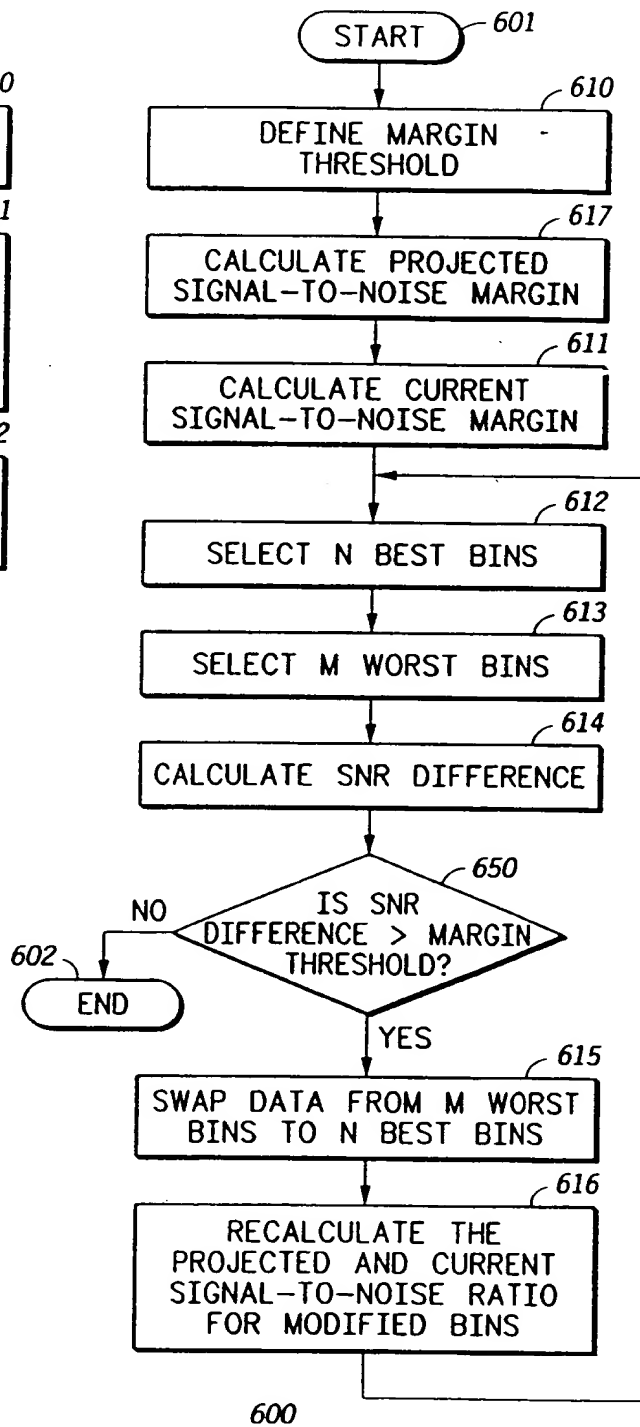 START
601
0
610
DEFINE MARGIN
THRESHOLD
1
617
CALCULATE PROJECTED
SIGNAL-TO-NOISE MARGIN
611
CALCULATE CURRENT
SIGNAL-TO-NOISE MARGIN
2
612
SELECT N BEST BINS
613
SELECT M WORST BINS
614
CALCULATE SNR DIFFERENCE
650
IS SNR
DIFFERENCE > MARGIN
THRESHOLD?
NO
602
END
YES
615
SWAP DATA FROM M WORST
BINS TO N BEST BINS
616
RECALCULATE THE
PROJECTED AND CURRENT
SIGNAL-TO-NOISE RATIO
FOR MODIFIED BINS
600